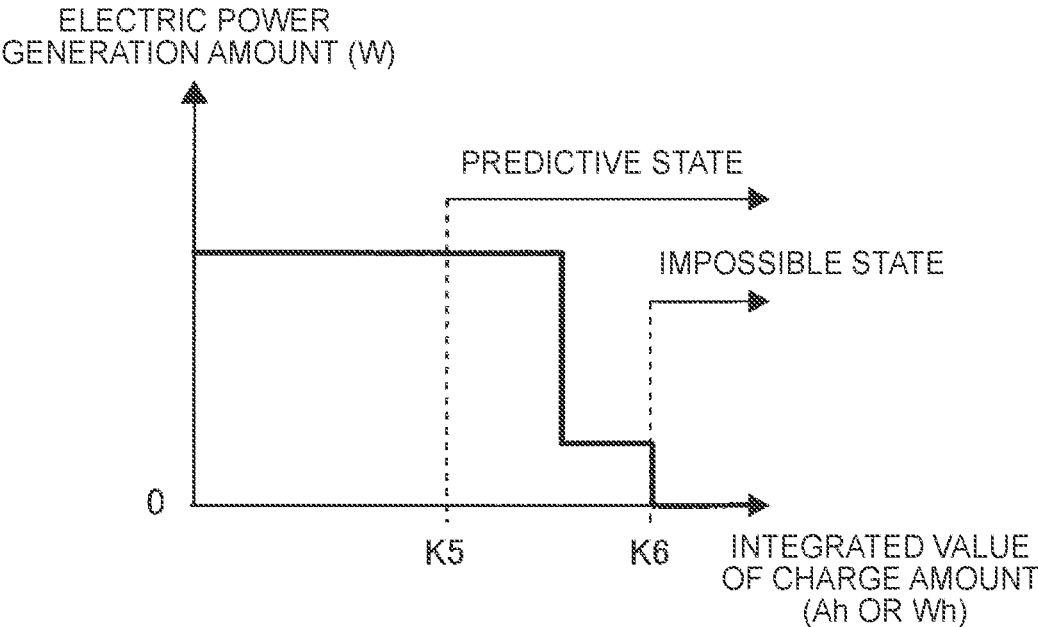 ELECTRIC POWER
GENERATION AMOUNT (W)
PREDICTIVE STATE
IMPOSSIBLE STATE
0
K5
K6
INTEGRATED VALUE
OF CHARGE AMOUNT
(Ah OR Wh)